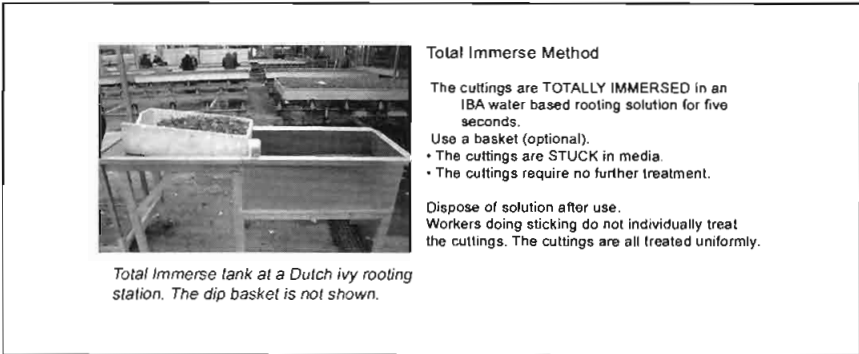 Total Immerse Method
The cuttings are TOTALLY IMMERSED in an
IBA water based rooting solution for five
seconds.
Use a basket (optional).
• The cuttings are STUCK in media.
• The cuttings require no further treatment.
Dispose of solution after use.
Workers doing sticking do not individually treat
the cuttings. The cuttings are all treated uniformly.
Total Immerse tank at a Dutch ivy rooting
station. The dip basket is not shown.